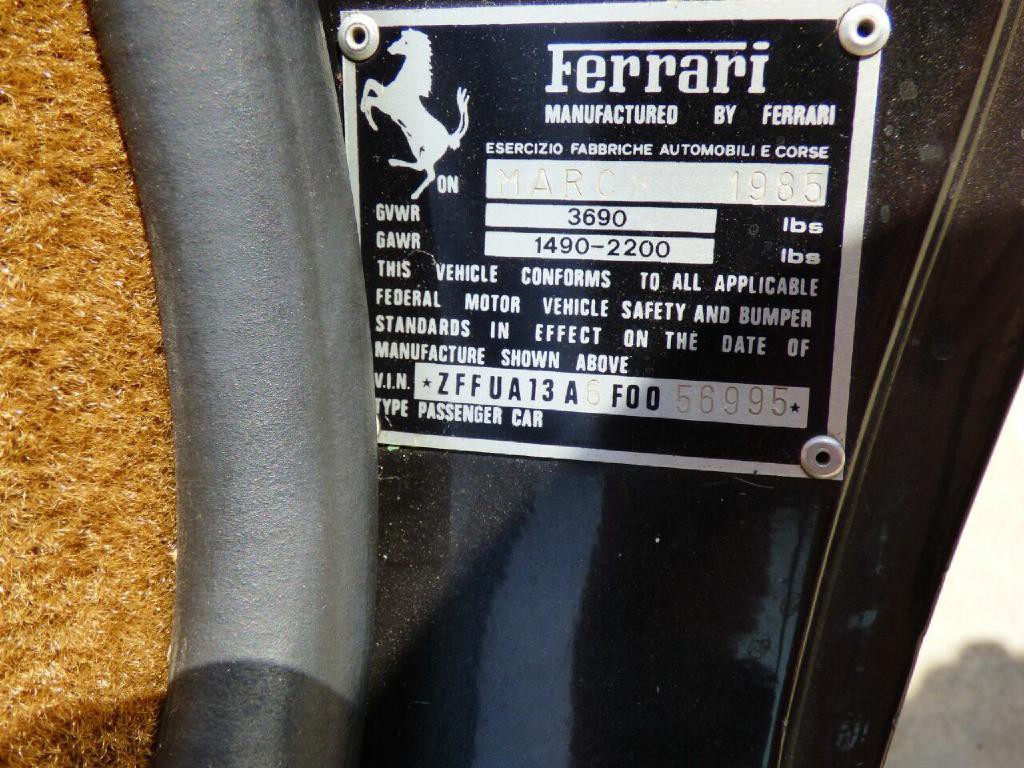 Ferrari
MANUFACTURED BY FERRARI
ESERCIZIO FABBRICHE AUTOMOBILI E CORSE
ON MARCH 1985
GVWR 3690 lbs
GAWR 1490-2200 lbs
THIS VEHICLE CONFORMS TO ALL APPLICABLE
FEDERAL MOTOR VEHICLE SAFETY AND BUMPER
STANDARDS IN EFFECT ON THE DATE OF
MANUFACTURE SHOWN ABOVE
V.I.N. *ZFFUA13A6F0056995*
TYPE PASSENGER CAR